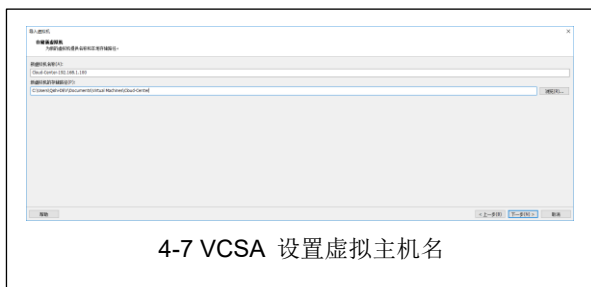 导入虚拟机
存储新虚拟机
为新的虚拟机提供名称和本地存储路径。
新虚拟机名称(A):
Cloud-Center-192.168.1.100
新虚拟机的存储路径(P):
浏览(R)...
帮助
< 上一步(B)
下一步(N) >
取消
4-7 VCSA 设置虚拟主机名